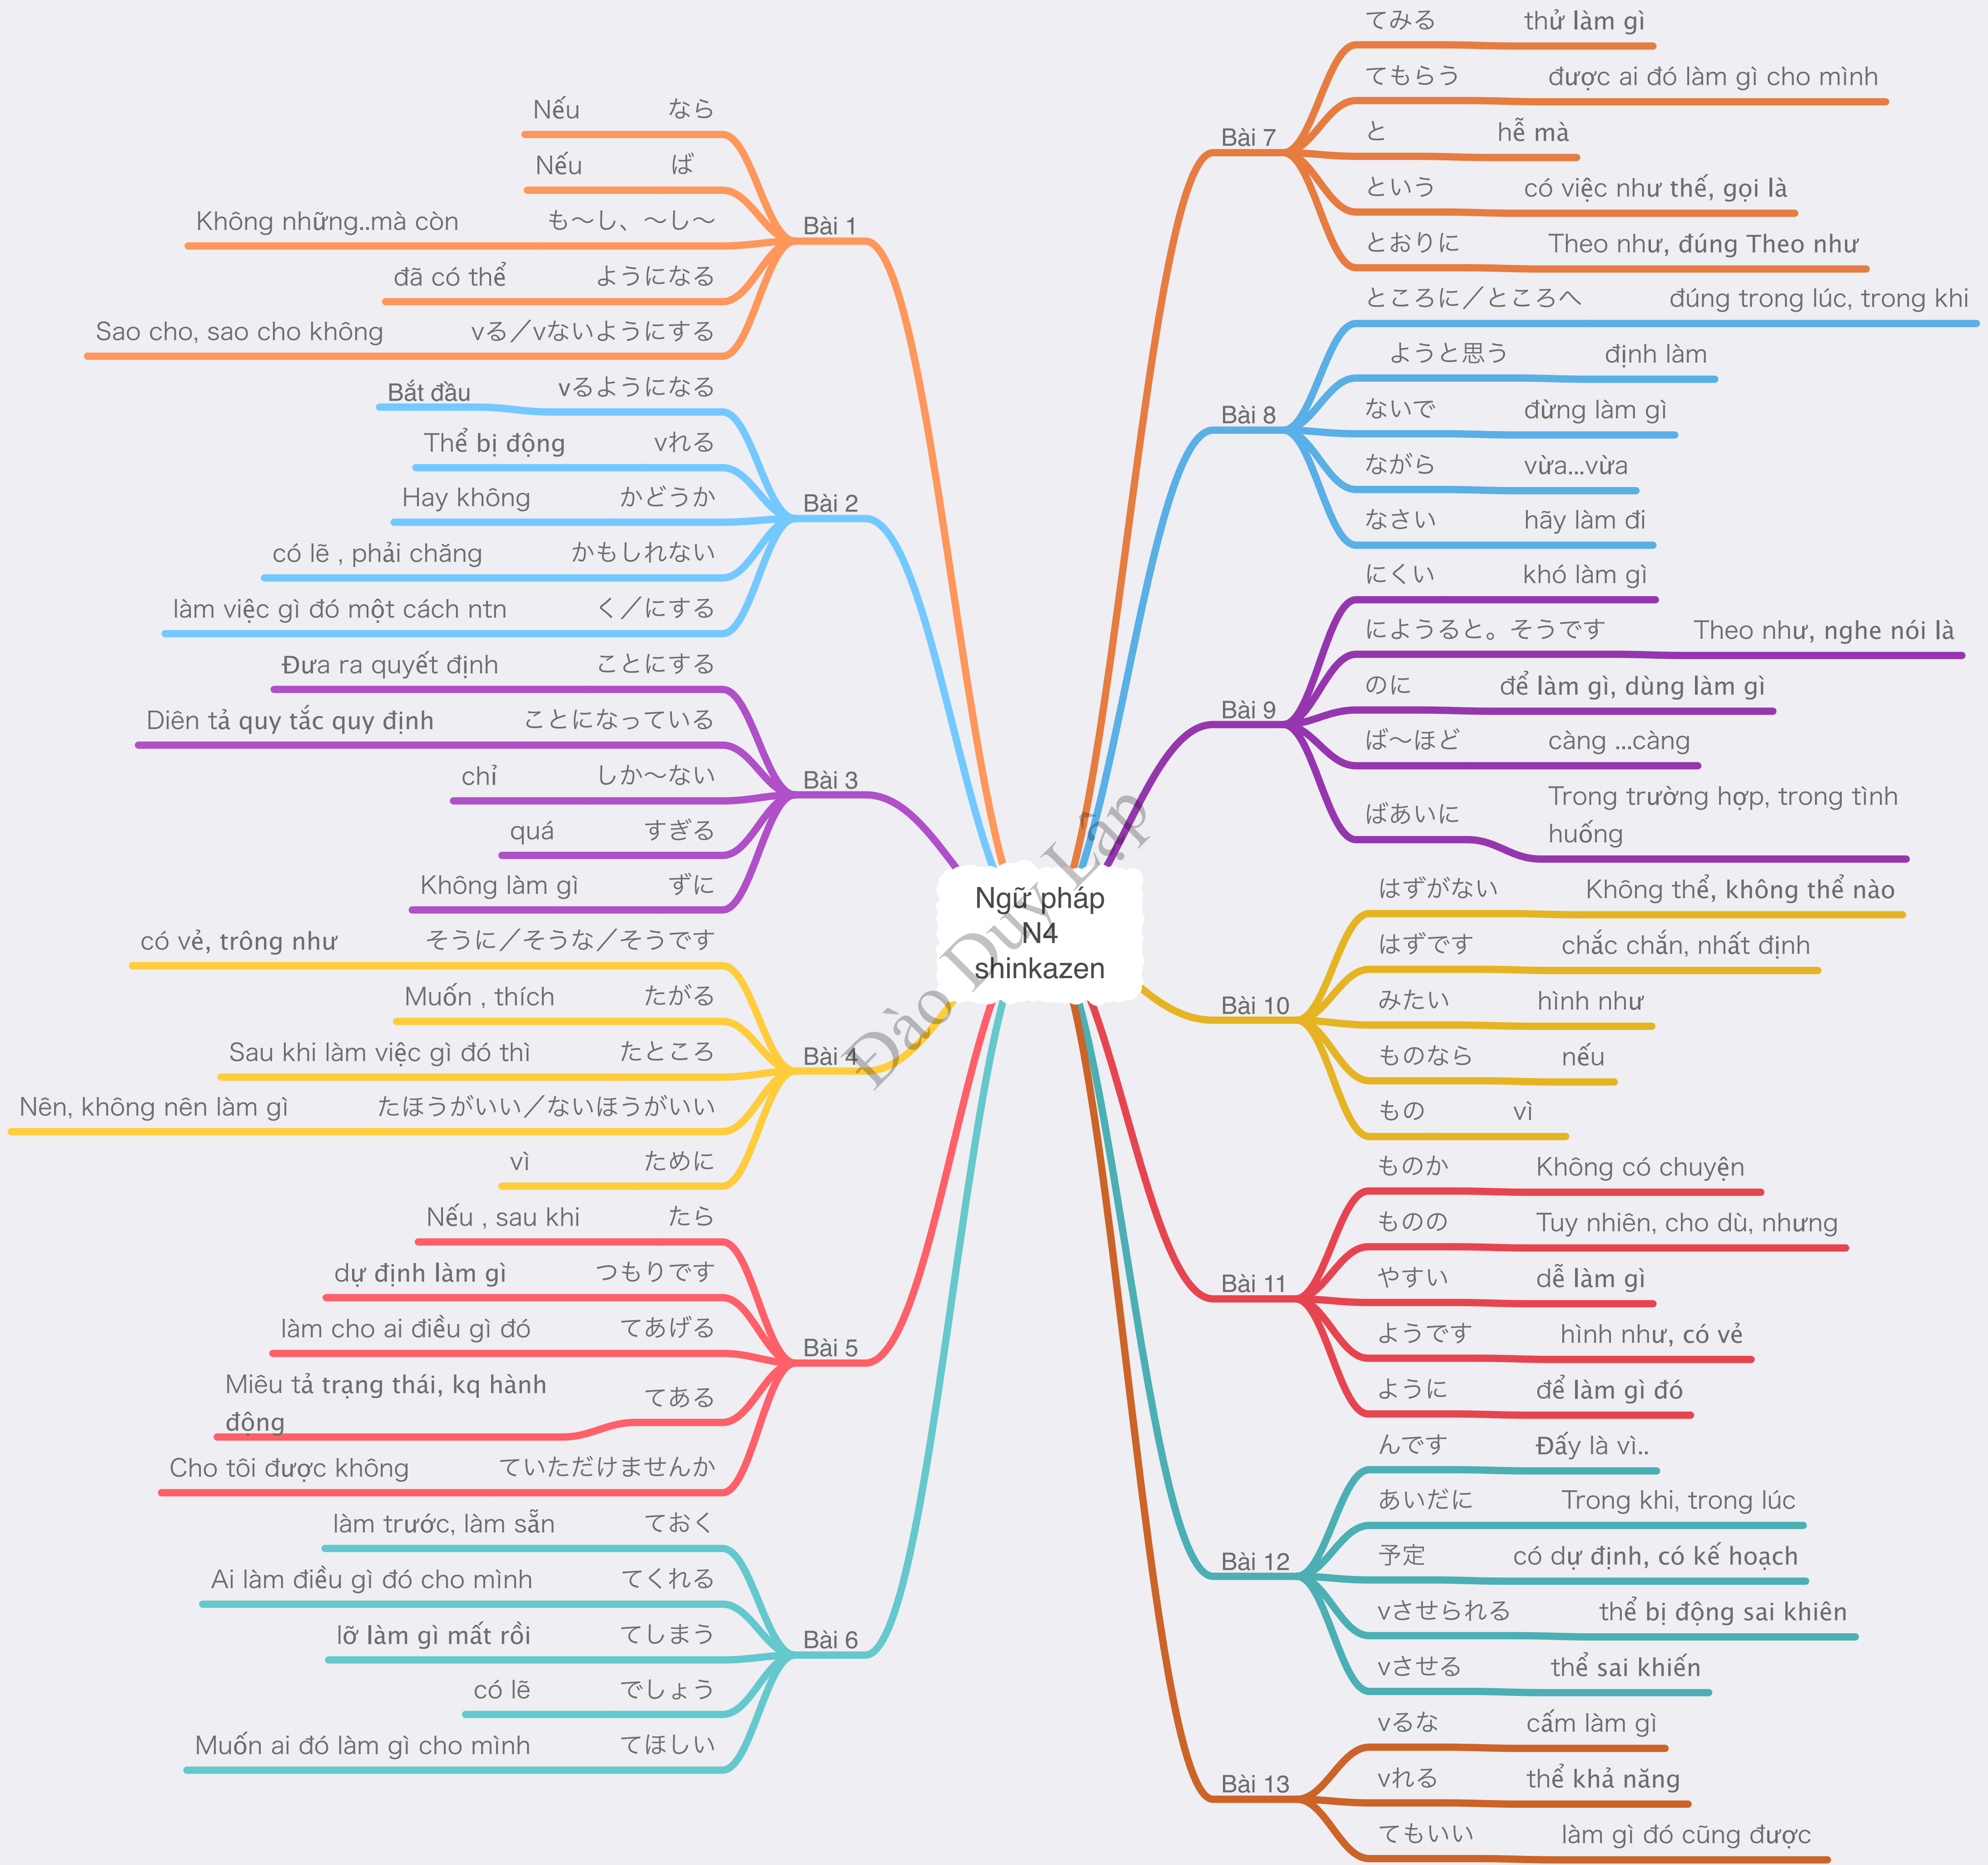 Ngữ pháp
N4
shinkazen
Đào Duy Lập
Bài 1
Nếu なら
Nếu ば
Không những..mà còn も〜し、〜し〜
đã có thể ようになる
Sao cho, sao cho không vる／vないようにする
Bài 2
Bắt đầu vるようになる
Thể bị động vれる
Hay không かどうか
có lẽ , phải chăng かもしれない
làm việc gì đó một cách ntn く／にする
Bài 3
Đưa ra quyết định ことにする
Diên tả quy tắc quy định ことになっている
chỉ しか〜ない
quá すぎる
Không làm gì ずに
Bài 4
có vẻ, trông như そうに／そうな／そうです
Muốn , thích たがる
Sau khi làm việc gì đó thì たところ
Nên, không nên làm gì たほうがいい／ないほうがいい
vì ために
Bài 5
Nếu , sau khi たら
dự định làm gì つもりです
làm cho ai điều gì đó てあげる
Miêu tả trạng thái, kq hành
động
てある
Cho tôi được không ていただけませんか
Bài 6
làm trước, làm sẵn ておく
Ai làm điều gì đó cho mình てくれる
lỡ làm gì mất rồi てしまう
có lẽ でしょう
Muốn ai đó làm gì cho mình てほしい
Bài 7
てみる thử làm gì
てもらう được ai đó làm gì cho mình
と hễ mà
という có việc như thế, gọi là
とおりに Theo như, đúng Theo như
Bài 8
ところに／ところへ đúng trong lúc, trong khi
ようと思う định làm
ないで đừng làm gì
ながら vừa...vừa
なさい hãy làm đi
Bài 9
にくい khó làm gì
にようると。そうです Theo như, nghe nói là
のに để làm gì, dùng làm gì
ば〜ほど càng ...càng
ばあいに Trong trường hợp, trong tình
huống
Bài 10
はずがない Không thể, không thể nào
はずです chắc chắn, nhất định
みたい hình như
ものなら nếu
もの vì
Bài 11
ものか Không có chuyện
ものの Tuy nhiên, cho dù, nhưng
やすい dễ làm gì
ようです hình như, có vẻ
ように để làm gì đó
Bài 12
んです Đấy là vì..
あいだに Trong khi, trong lúc
予定 có dự định, có kế hoạch
vさせられる thể bị động sai khiên
vさせる thể sai khiến
Bài 13
vるな cấm làm gì
vれる thể khả năng
てもいい làm gì đó cũng được